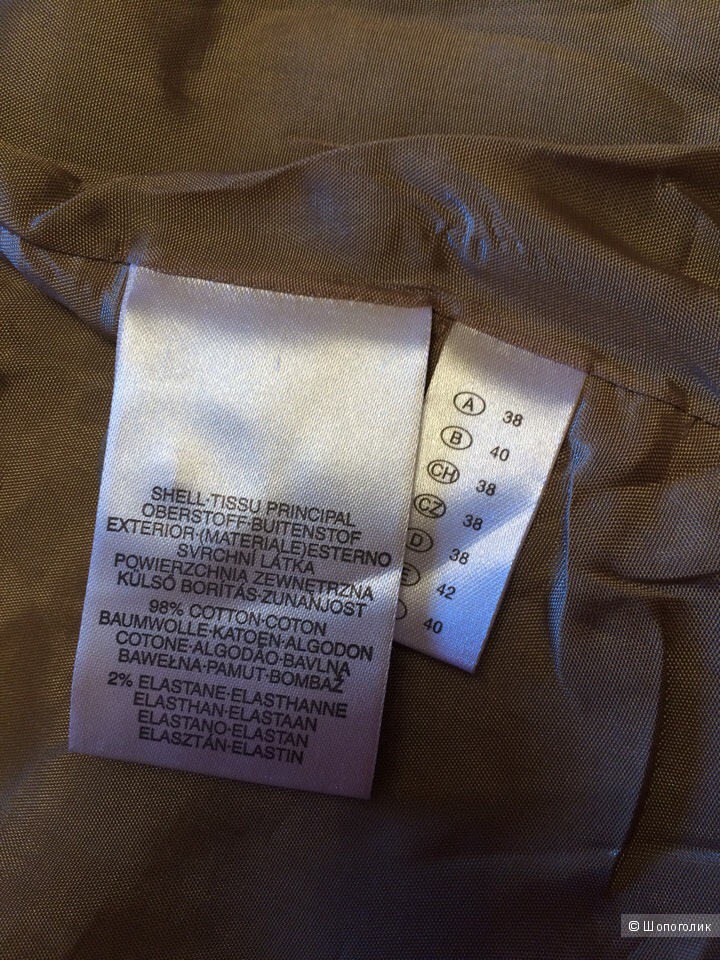 SHELL·TISSU PRINCIPAL
OBERSTOFF·BUITENSTOF
EXTERIOR·(MATERIALE)ESTERNO
SVRCHNÍ LÁTKA
POWIERZCHNIA ZEWNĘTRZNA
KÜLSŐ BORÍTÁS·ZUNANJOST
98% COTTON·COTON
BAUMWOLLE·KATOEN·ALGODON
COTONE·ALGODÃO·BAVLNA
BAWEŁNA·PAMUT·BOMBAŽ
2% ELASTANE·ELASTHANNE
ELASTHAN·ELASTAAN
ELASTANO·ELASTAN
ELASZTÁN·ELASTIN
A 38
B 40
CH 38
CZ 38
D 38
E 42
40
© Шопоголик